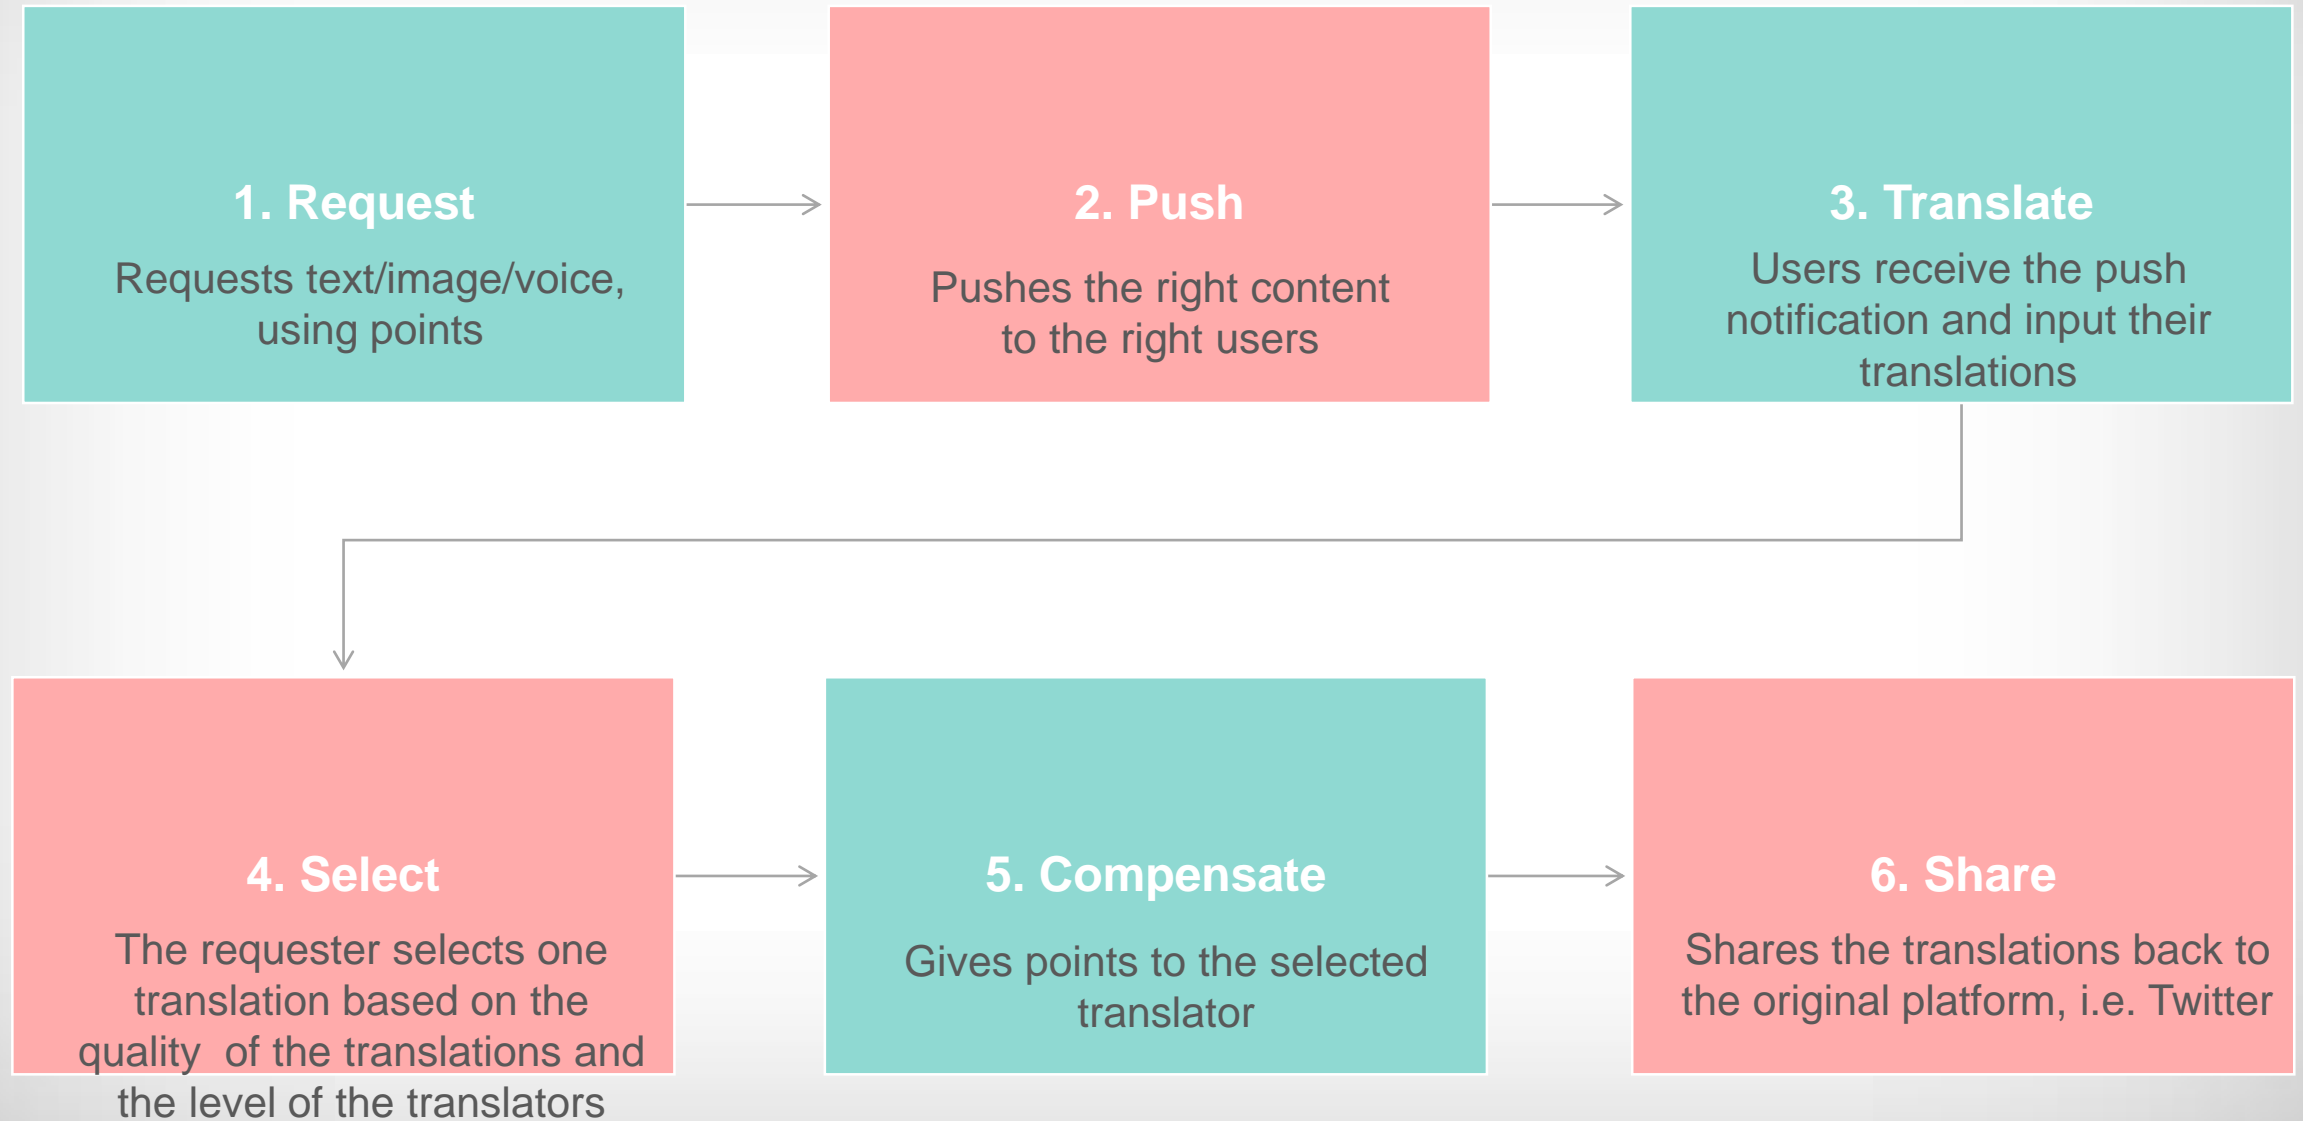 1. Request
Requests text/image/voice,
using points
2. Push
Pushes the right content
to the right users
3. Translate
Users receive the push
notification and input their
translations
4. Select
The requester selects one
translation based on the
quality  of the translations and
the level of the translators
5. Compensate
Gives points to the selected
translator
6. Share
Shares the translations back to
the original platform, i.e. Twitter